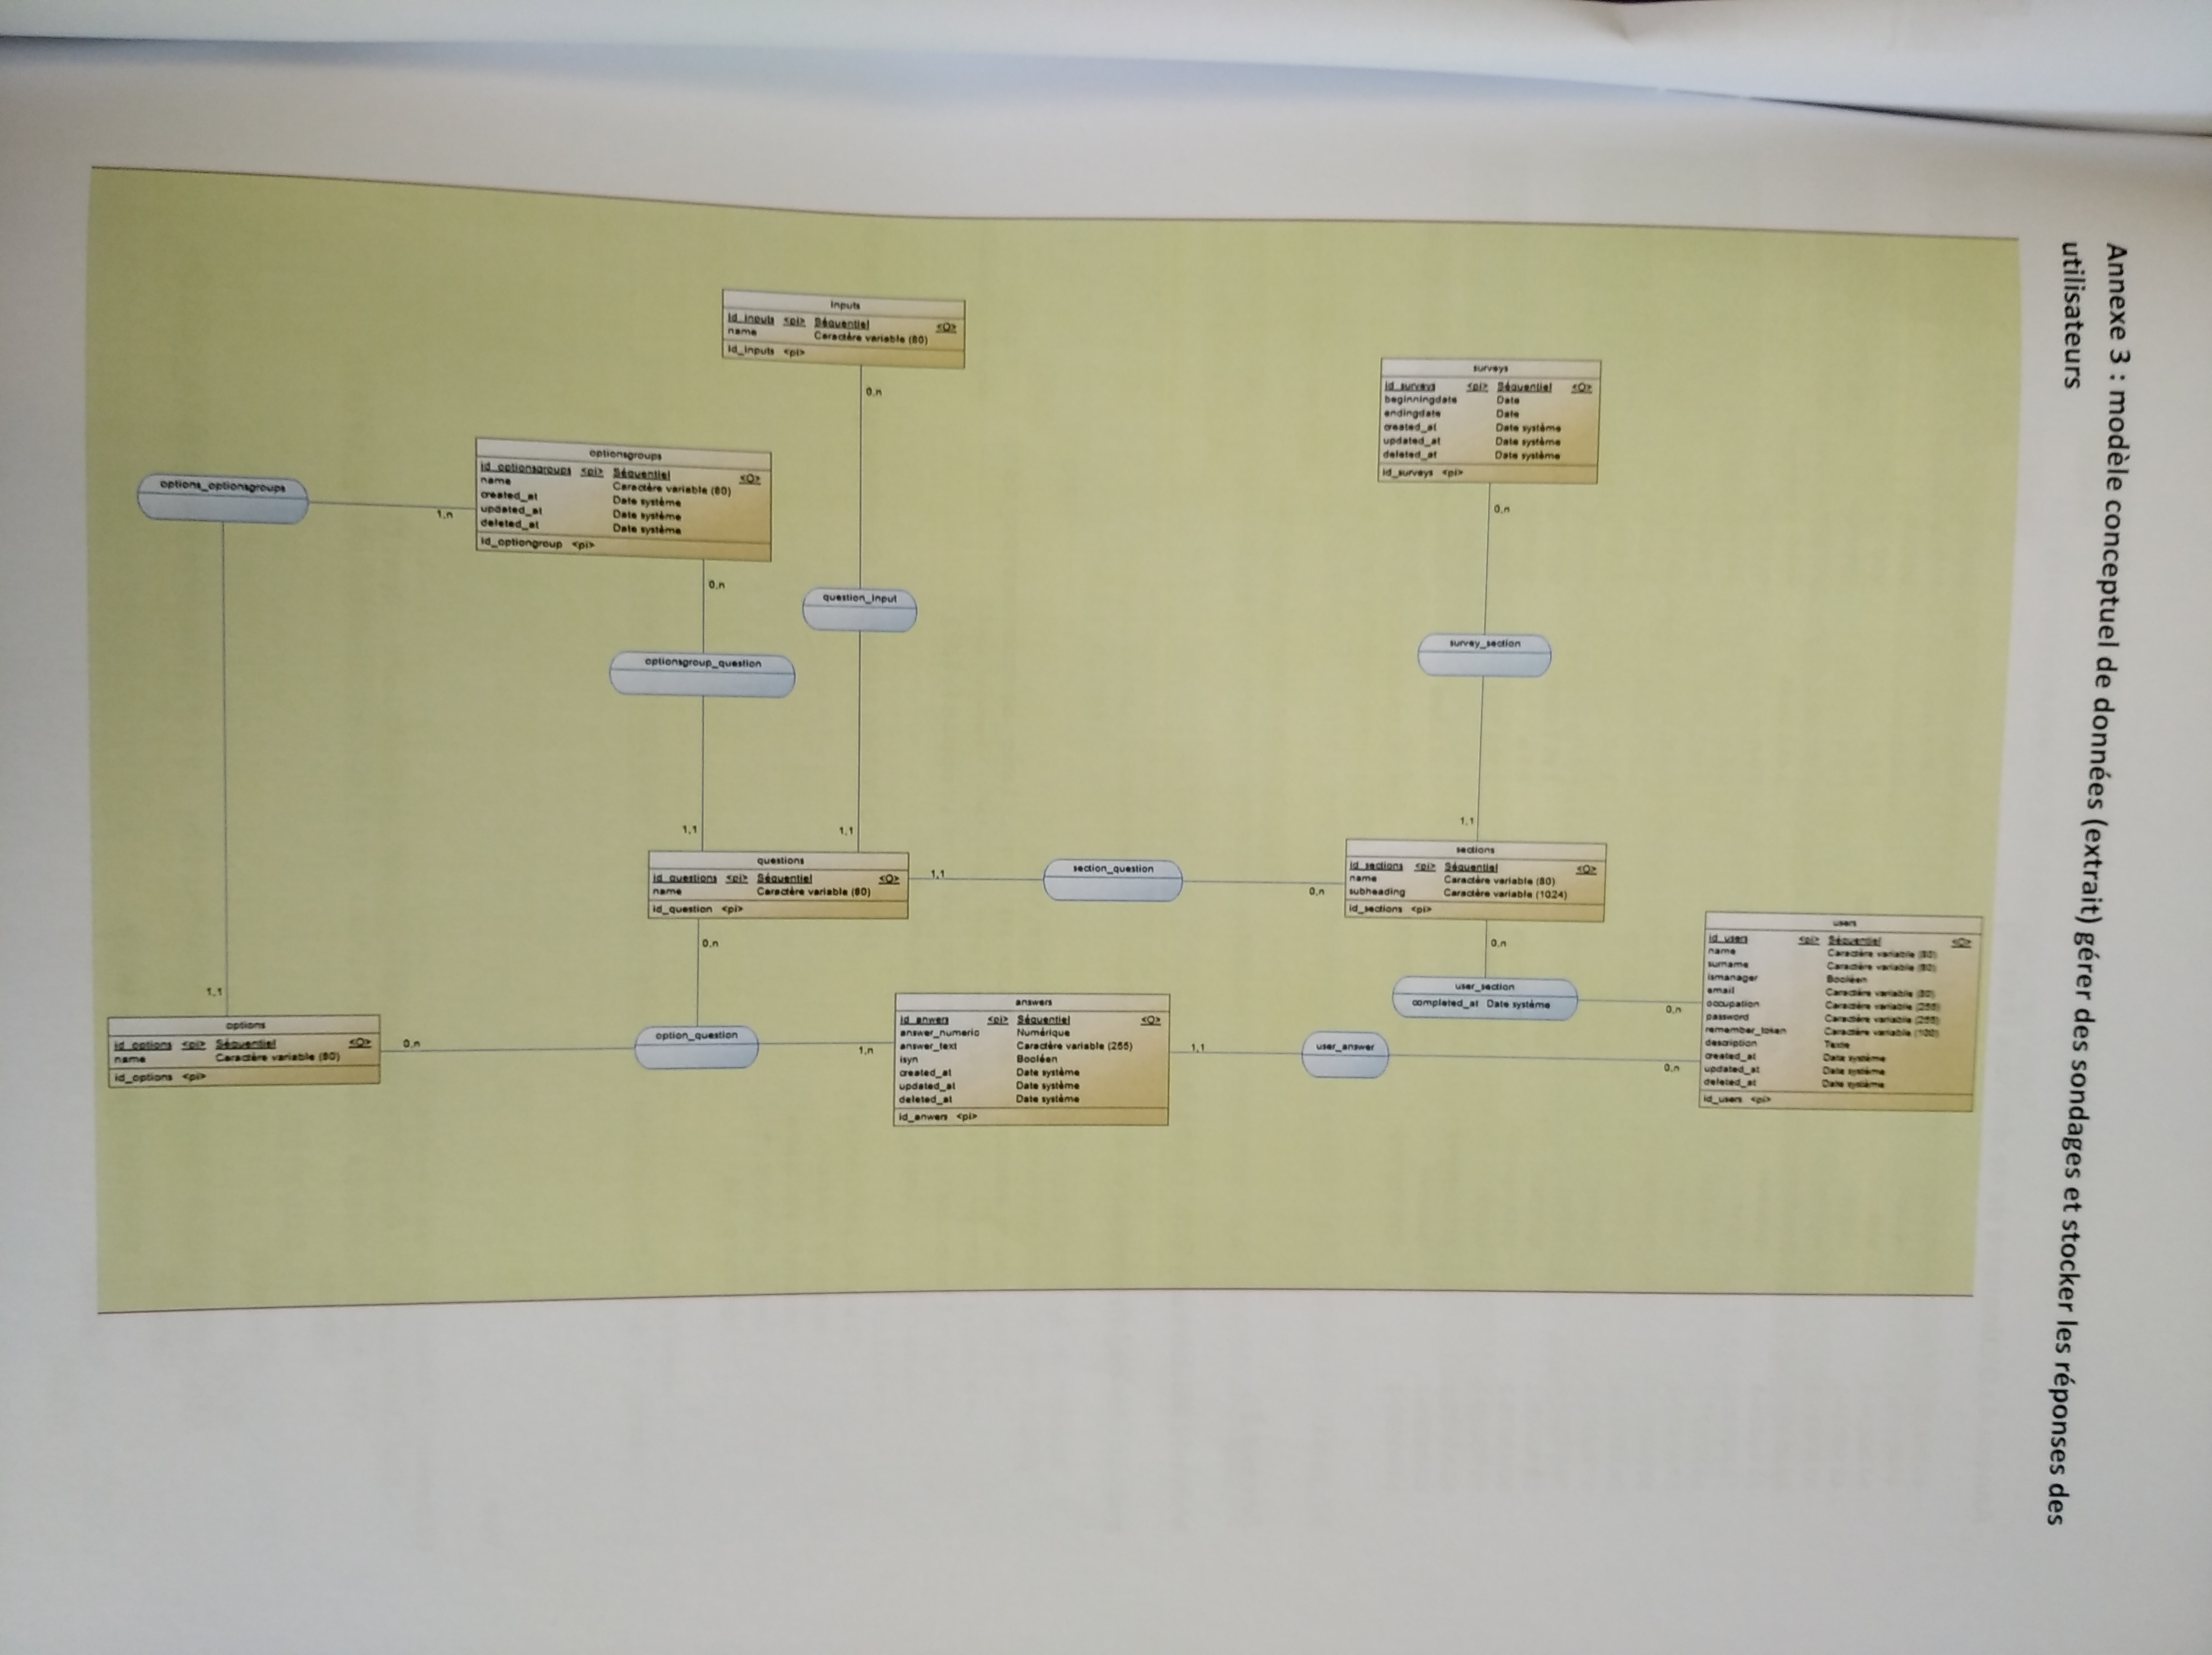 Annexe 3 : modèle conceptuel de données (extrait) gérer des sondages et stocker les réponses des
utilisateurs
inputs
id_inputs <pi> Séquentiel <O>
name Caractère variable (80)
id_inputs <pi>
0,n
surveys
id_surveys <pi> Séquentiel <O>
beginningdate Date
endingdate Date
created_at Date système
updated_at Date système
deleted_at Date système
id_surveys <pi>
0,n
optionsgroups
id_optionsgroups <pi> Séquentiel <O>
name Caractère variable (80)
created_at Date système
updated_at Date système
deleted_at Date système
id_optiongroup <pi>
options_optionsgroups
1,n
0,n
question_input
survey_section
optionsgroup_question
1,1
1,1
1,1
questions
id_questions <pi> Séquentiel <O>
name Caractère variable (80)
id_question <pi>
1,1
section_question
0,n
sections
id_sections <pi> Séquentiel <O>
name Caractère variable (80)
subheading Caractère variable (1024)
id_sections <pi>
0,n
0,n
users
id_users <pi> Séquentiel <O>
name Caractère variable (80)
surname Caractère variable (80)
ismanager Booléen
email Caractère variable (80)
occupation Caractère variable (255)
password Caractère variable (255)
remember_token Caractère variable (100)
description Texte
created_at Date système
updated_at Date système
deleted_at Date système
id_users <pi>
user_section
completed_at Date système
0,n
1,1
options
id_options <pi> Séquentiel <O>
name Caractère variable (80)
id_options <pi>
0,n
option_question
1,n
answers
id_anwers <pi> Séquentiel <O>
answer_numeric Numérique
answer_text Caractère variable (255)
isyn Booléen
created_at Date système
updated_at Date système
deleted_at Date système
id_anwers <pi>
1,1
user_answer
0,n